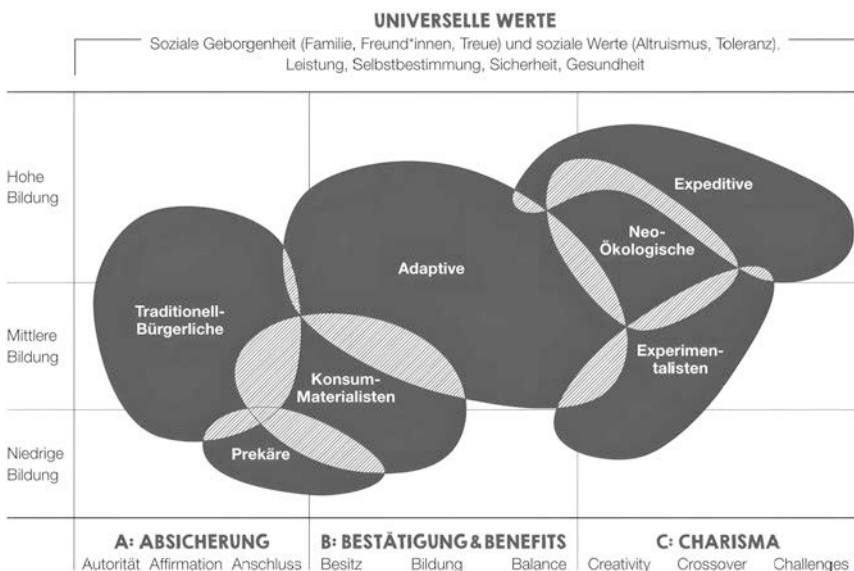 UNIVERSELLE WERTE
Soziale Geborgenheit (Familie, Freund*innen, Treue) und soziale Werte (Altruismus, Toleranz).
Leistung, Selbstbestimmung, Sicherheit, Gesundheit
Hohe
Bildung
Mittlere
Bildung
Niedrige
Bildung
Expeditive
Neo-
Ökologische
Adaptive
Traditionell-
Bürgerliche
Experimen-
talisten
Konsum-
Materialisten
Prekäre
A: ABSICHERUNG
Autorität Affirmation Anschluss
B: BESTÄTIGUNG & BENEFITS
Besitz Bildung Balance
C: CHARISMA
Creativity Crossover Challenges